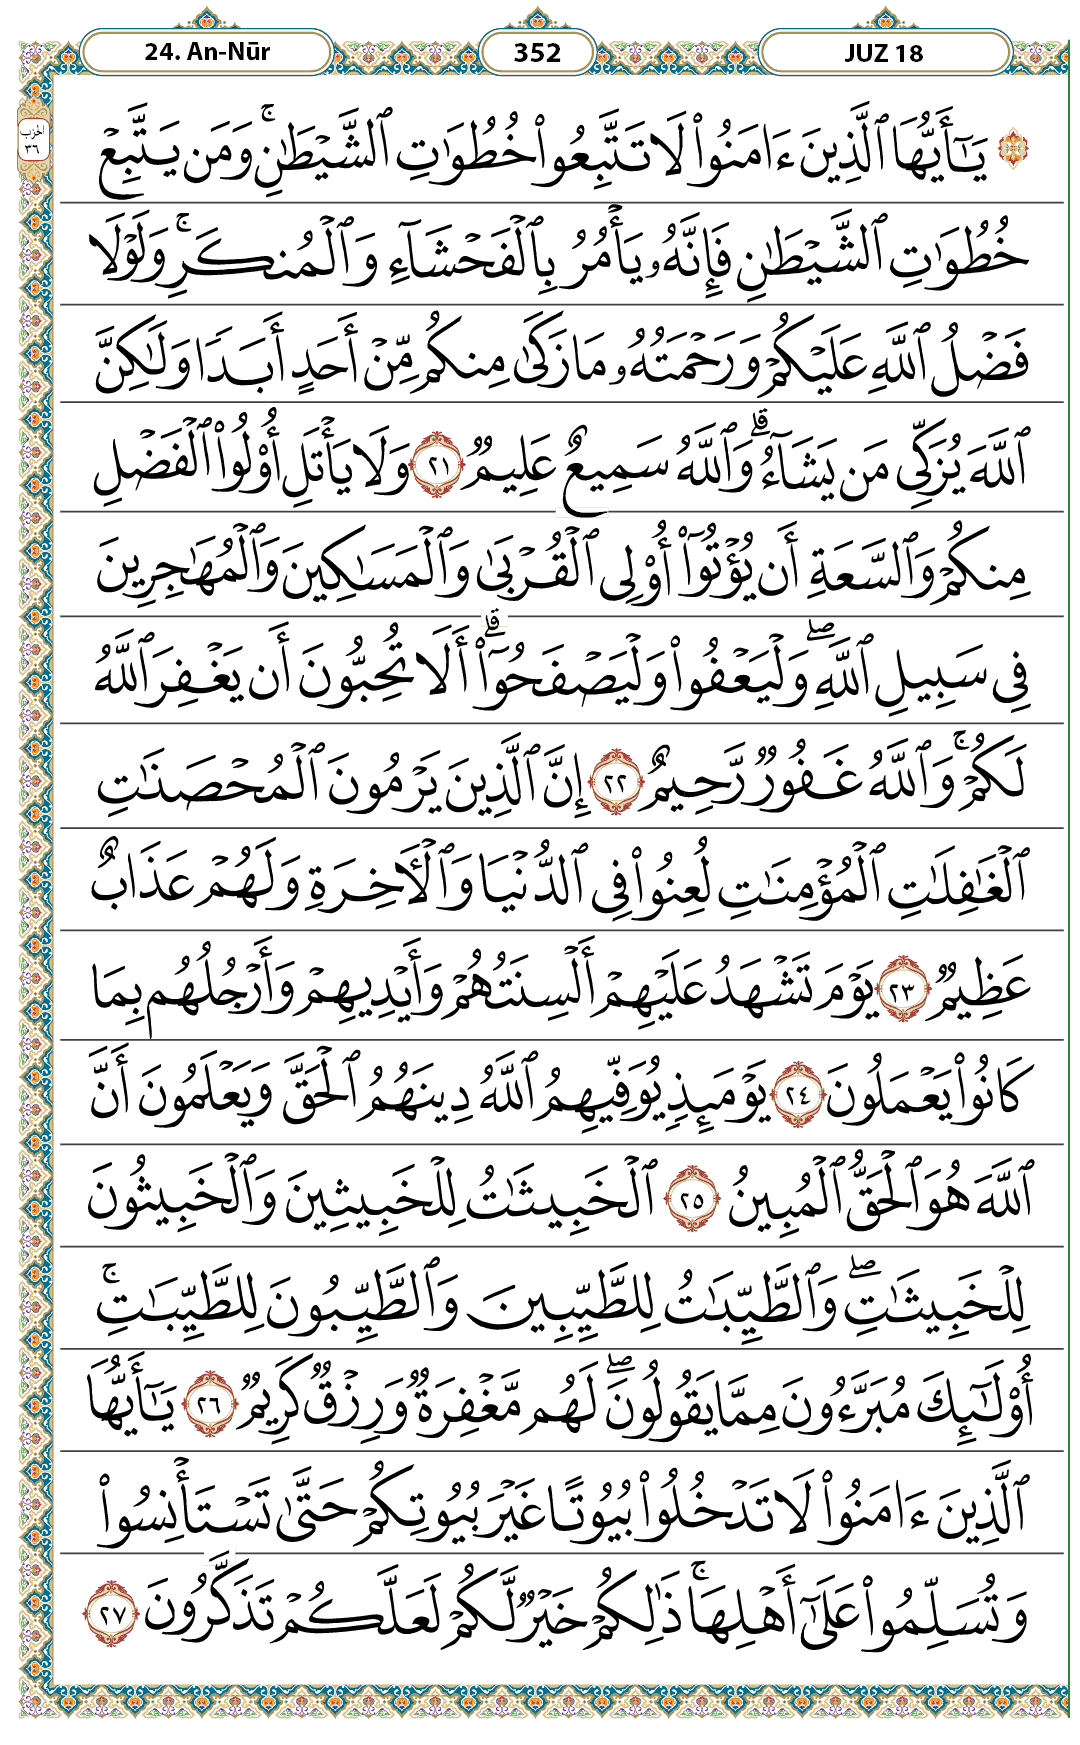 24. An-Nūr
352
JUZ 18
الحزب
٣٦
۞ يَـٰٓأَيُّهَا ٱلَّذِينَ ءَامَنُوا۟ لَا تَتَّبِعُوا۟ خُطُوَٰتِ ٱلشَّيْطَـٰنِ ۚ وَمَن يَتَّبِعْ
خُطُوَٰتِ ٱلشَّيْطَـٰنِ فَإِنَّهُۥ يَأْمُرُ بِٱلْفَحْشَآءِ وَٱلْمُنكَرِ ۚ وَلَوْلَا
فَضْلُ ٱللَّهِ عَلَيْكُمْ وَرَحْمَتُهُۥ مَا زَكَىٰ مِنكُم مِّنْ أَحَدٍ أَبَدًا وَلَـٰكِنَّ
ٱللَّهَ يُزَكِّى مَن يَشَآءُ ۗ وَٱللَّهُ سَمِيعٌ عَلِيمٌ ٢١ وَلَا يَأْتَلِ أُو۟لُوا۟ ٱلْفَضْلِ
مِنكُمْ وَٱلسَّعَةِ أَن يُؤْتُوٓا۟ أُو۟لِى ٱلْقُرْبَىٰ وَٱلْمَسَـٰكِينَ وَٱلْمُهَـٰجِرِينَ
فِى سَبِيلِ ٱللَّهِ ۖ وَلْيَعْفُوا۟ وَلْيَصْفَحُوٓا۟ ۗ أَلَا تُحِبُّونَ أَن يَغْفِرَ ٱللَّهُ
لَكُمْ ۚ وَٱللَّهُ غَفُورٌ رَّحِيمٌ ٢٢ إِنَّ ٱلَّذِينَ يَرْمُونَ ٱلْمُحْصَنَـٰتِ
ٱلْغَـٰفِلَـٰتِ ٱلْمُؤْمِنَـٰتِ لُعِنُوا۟ فِى ٱلدُّنْيَا وَٱلْـَٔاخِرَةِ وَلَهُمْ عَذَابٌ
عَظِيمٌ ٢٣ يَوْمَ تَشْهَدُ عَلَيْهِمْ أَلْسِنَتُهُمْ وَأَيْدِيهِمْ وَأَرْجُلُهُم بِمَا
كَانُوا۟ يَعْمَلُونَ ٢٤ يَوْمَئِذٍ يُوَفِّيهِمُ ٱللَّهُ دِينَهُمُ ٱلْحَقَّ وَيَعْلَمُونَ أَنَّ
ٱللَّهَ هُوَ ٱلْحَقُّ ٱلْمُبِينُ ٢٥ ٱلْخَبِيثَـٰتُ لِلْخَبِيثِينَ وَٱلْخَبِيثُونَ
لِلْخَبِيثَـٰتِ ۖ وَٱلطَّيِّبَـٰتُ لِلطَّيِّبِينَ وَٱلطَّيِّبُونَ لِلطَّيِّبَـٰتِ ۚ
أُو۟لَـٰٓئِكَ مُبَرَّءُونَ مِمَّا يَقُولُونَ ۖ لَهُم مَّغْفِرَةٌ وَرِزْقٌ كَرِيمٌ ٢٦ يَـٰٓأَيُّهَا
ٱلَّذِينَ ءَامَنُوا۟ لَا تَدْخُلُوا۟ بُيُوتًا غَيْرَ بُيُوتِكُمْ حَتَّىٰ تَسْتَأْنِسُوا۟
وَتُسَلِّمُوا۟ عَلَىٰٓ أَهْلِهَا ۚ ذَٰلِكُمْ خَيْرٌ لَّكُمْ لَعَلَّكُمْ تَذَكَّرُونَ ٢٧